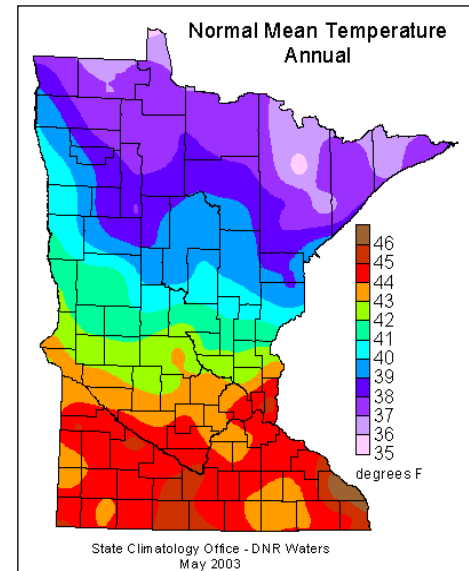 Normal Mean Temperature
Annual
46
45
44
43
42
41
40
39
38
37
36
35
degrees F
State Climatology Office - DNR Waters
May 2003